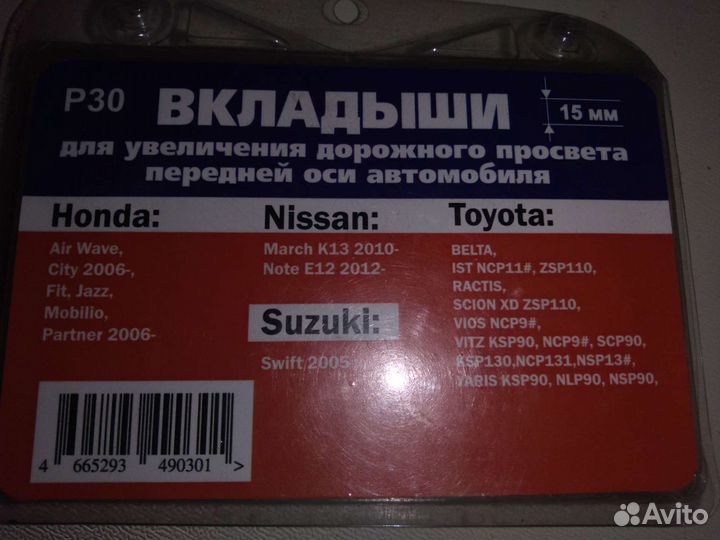 P30 ВКЛАДЫШИ 15 мм
для увеличения дорожного просвета
передней оси автомобиля
Honda:
Air Wave,
City 2006-,
Fit, Jazz,
Mobilio,
Partner 2006-
Nissan:
March K13 2010-
Note E12 2012-
Suzuki:
Swift 2005-
Toyota:
BELTA,
IST NCP11#, ZSP110,
RACTIS,
SCION XD ZSP110,
VIOS NCP9#,
VITZ KSP90, NCP9#, SCP90,
KSP130,NCP131,NSP13#,
YARIS KSP90, NLP90, NSP90,
4 665293 490301 >
Avito